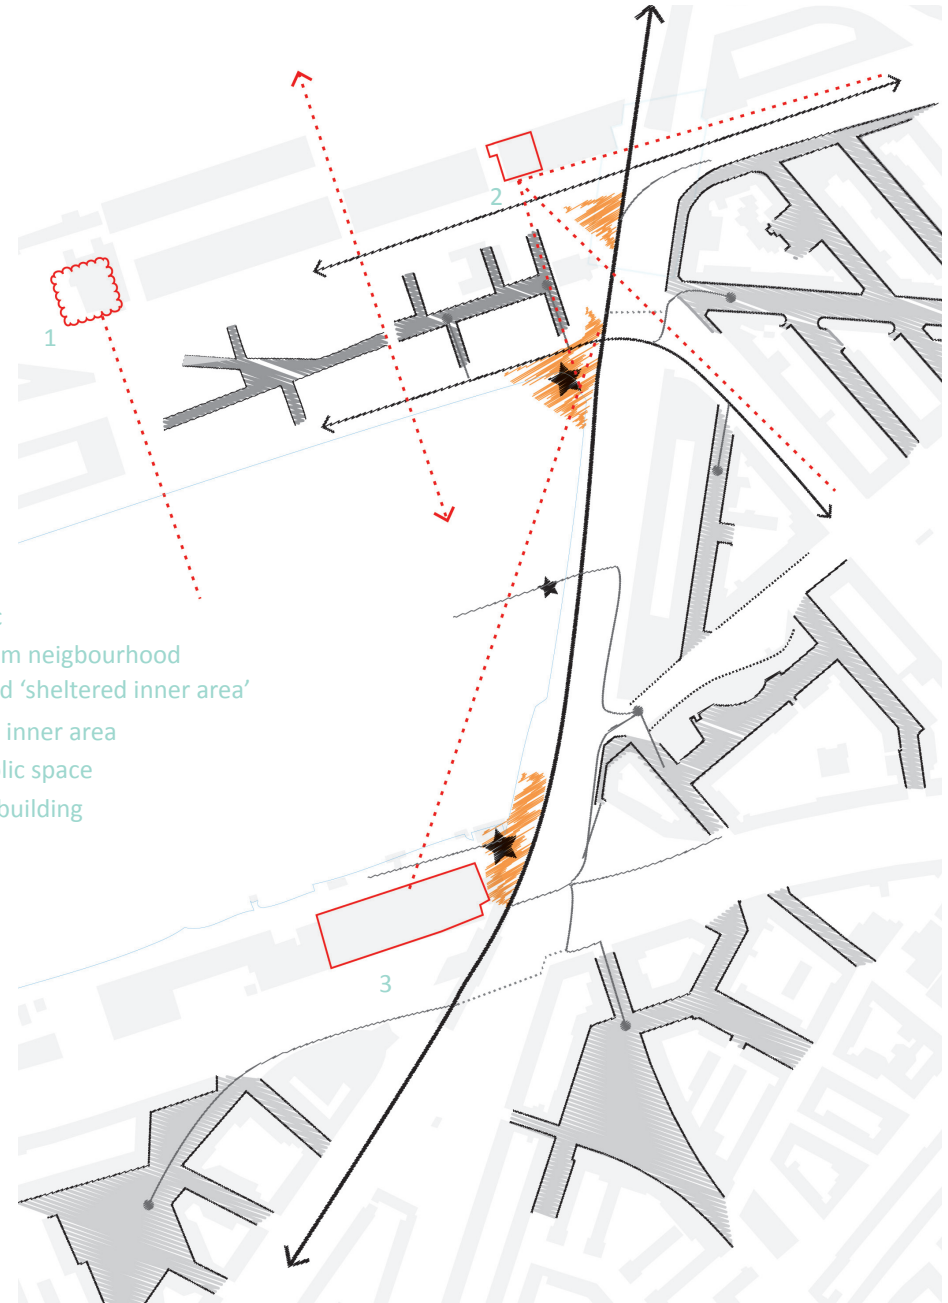 2
1
m neigbourhood
d ‘sheltered inner area’
inner area
lic space
building
3